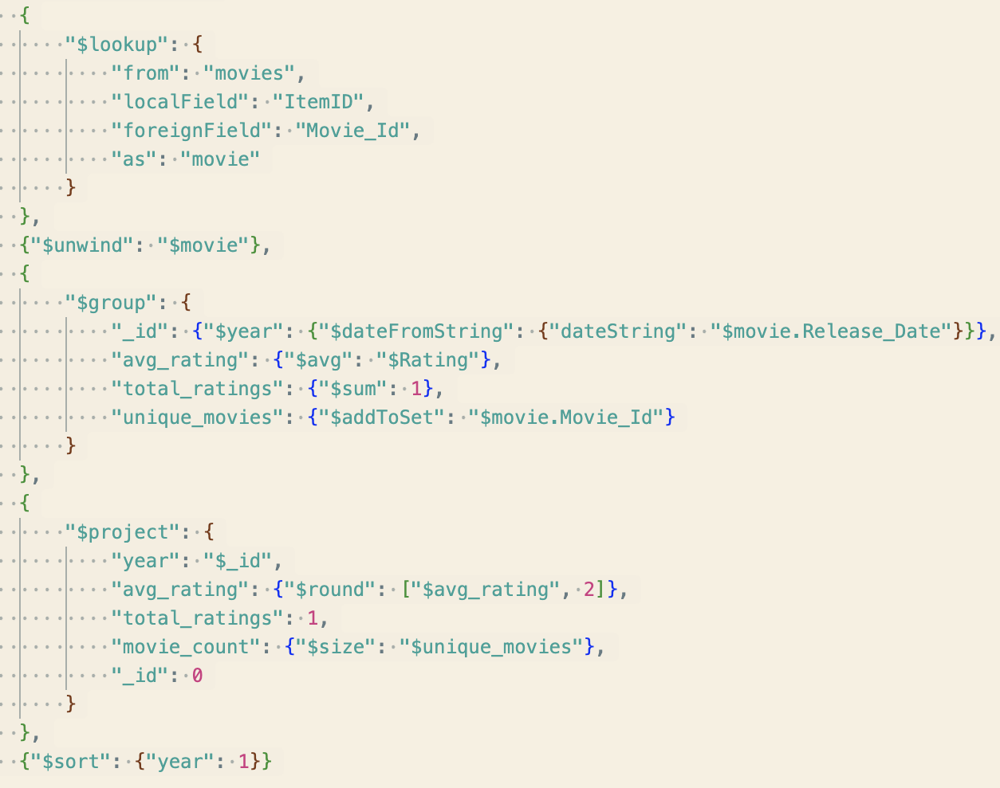 {
"$lookup": {
"from": "movies",
"localField": "ItemID",
"foreignField": "Movie_Id",
"as": "movie"
}
},
{"$unwind": "$movie"},
{
"$group": {
"_id": {"$year": {"$dateFromString": {"dateString": "$movie.Release_Date"}}},
"avg_rating": {"$avg": "$Rating"},
"total_ratings": {"$sum": 1},
"unique_movies": {"$addToSet": "$movie.Movie_Id"}
}
},
{
"$project": {
"year": "$_id",
"avg_rating": {"$round": ["$avg_rating", 2]},
"total_ratings": 1,
"movie_count": {"$size": "$unique_movies"},
"_id": 0
}
},
{"$sort": {"year": 1}}